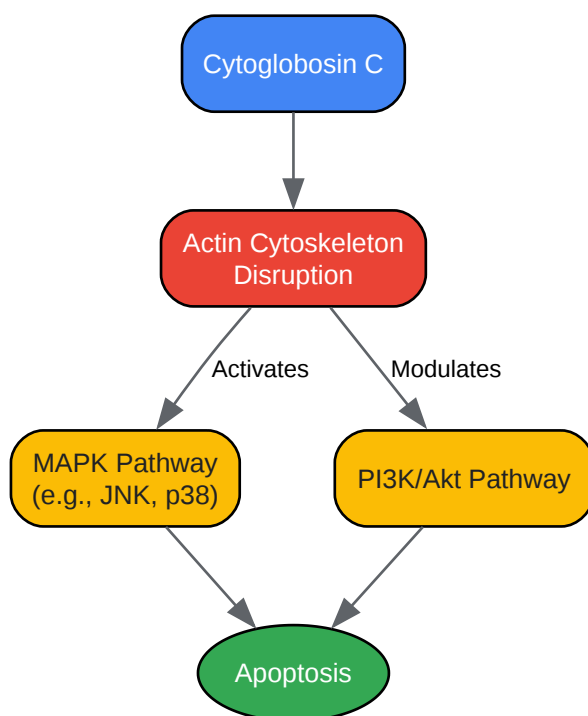 Cytoglobosin C
Actin Cytoskeleton
Disruption
Activates
Modulates
MAPK Pathway
(e.g., JNK, p38)
PI3K/Akt Pathway
Apoptosis